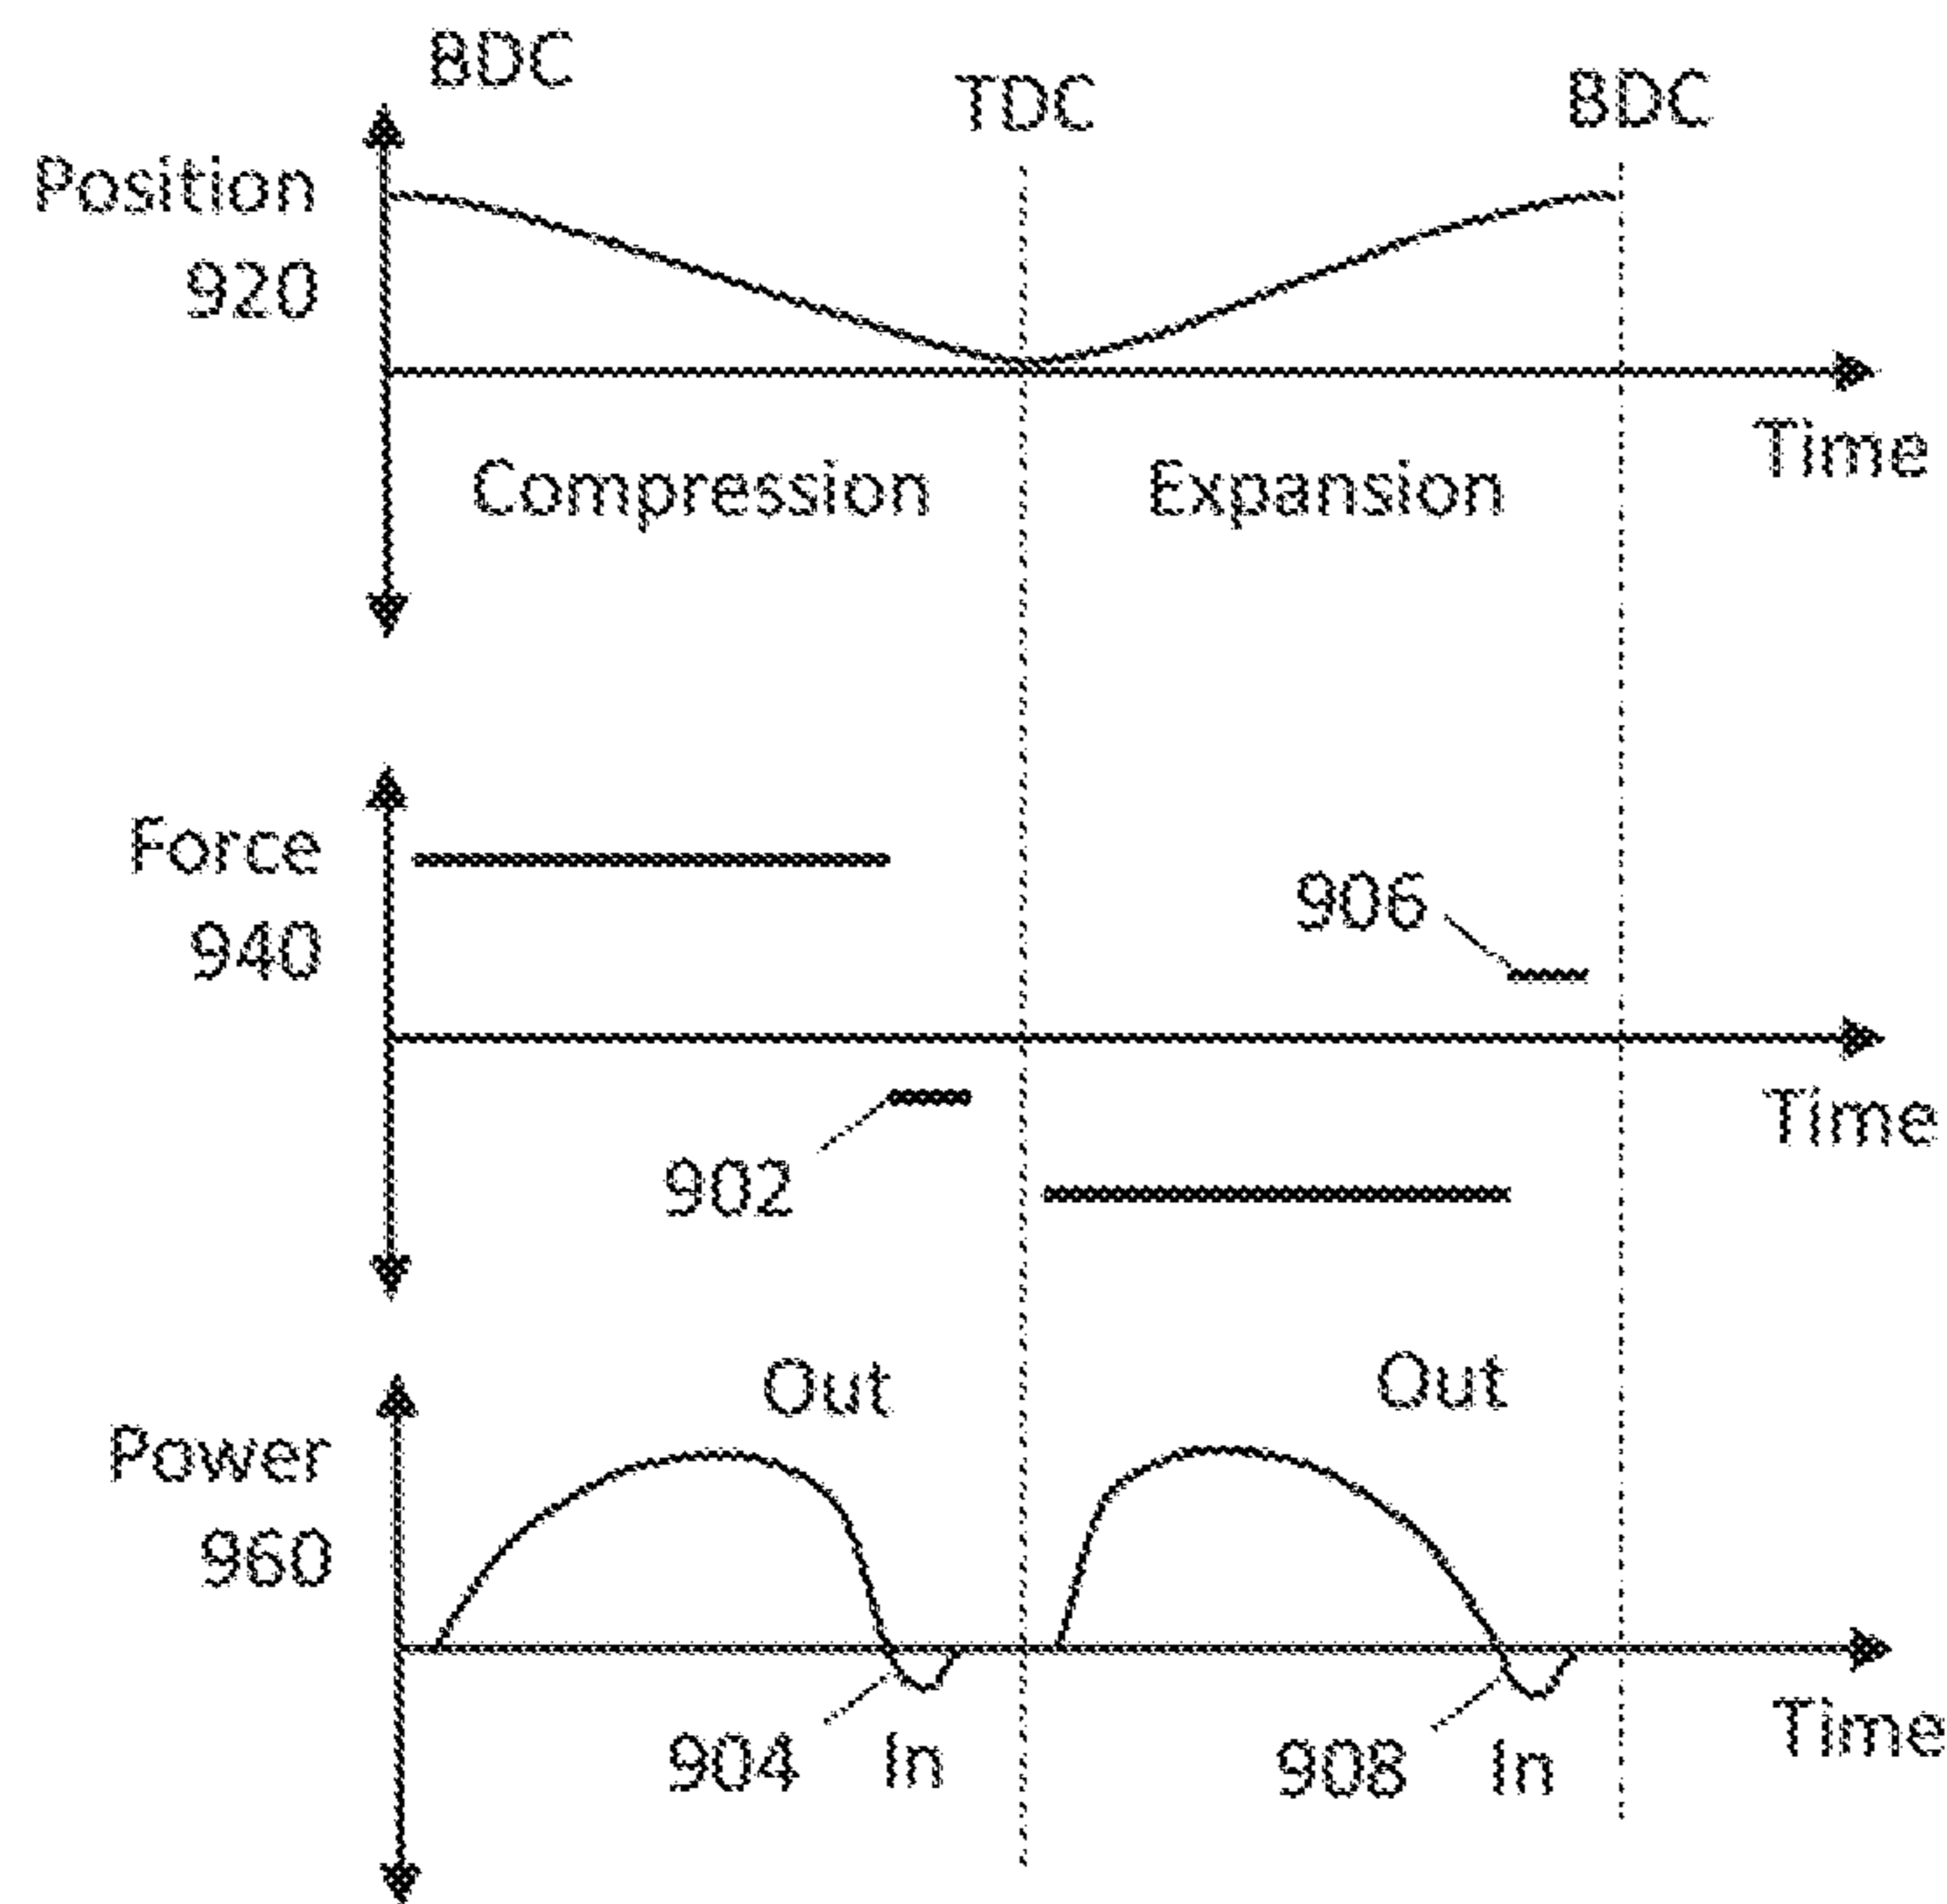 BDC
TDC
BDC
Position
920
Time
Compression
Expansion
Force
940
906
Time
902
Out
Out
Power
960
Time
904
In
908
In